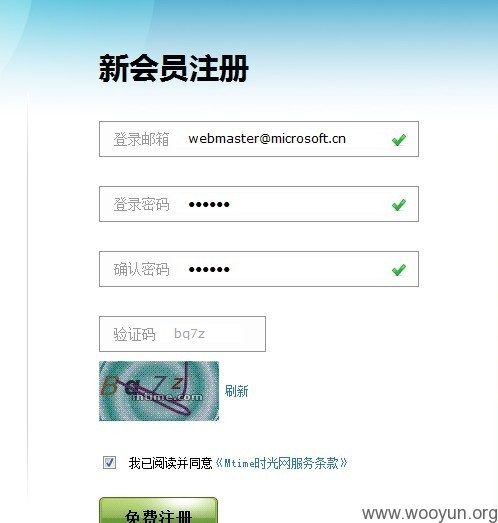 新会员注册
登录邮箱 webmaster@microsoft.cn
登录密码 ••••••
确认密码 ••••••
验证码 bq7z
Bq7z
mtime.com
刷新
我已阅读并同意《Mtime时光网服务条款》
免费注册
www.wooyun.org